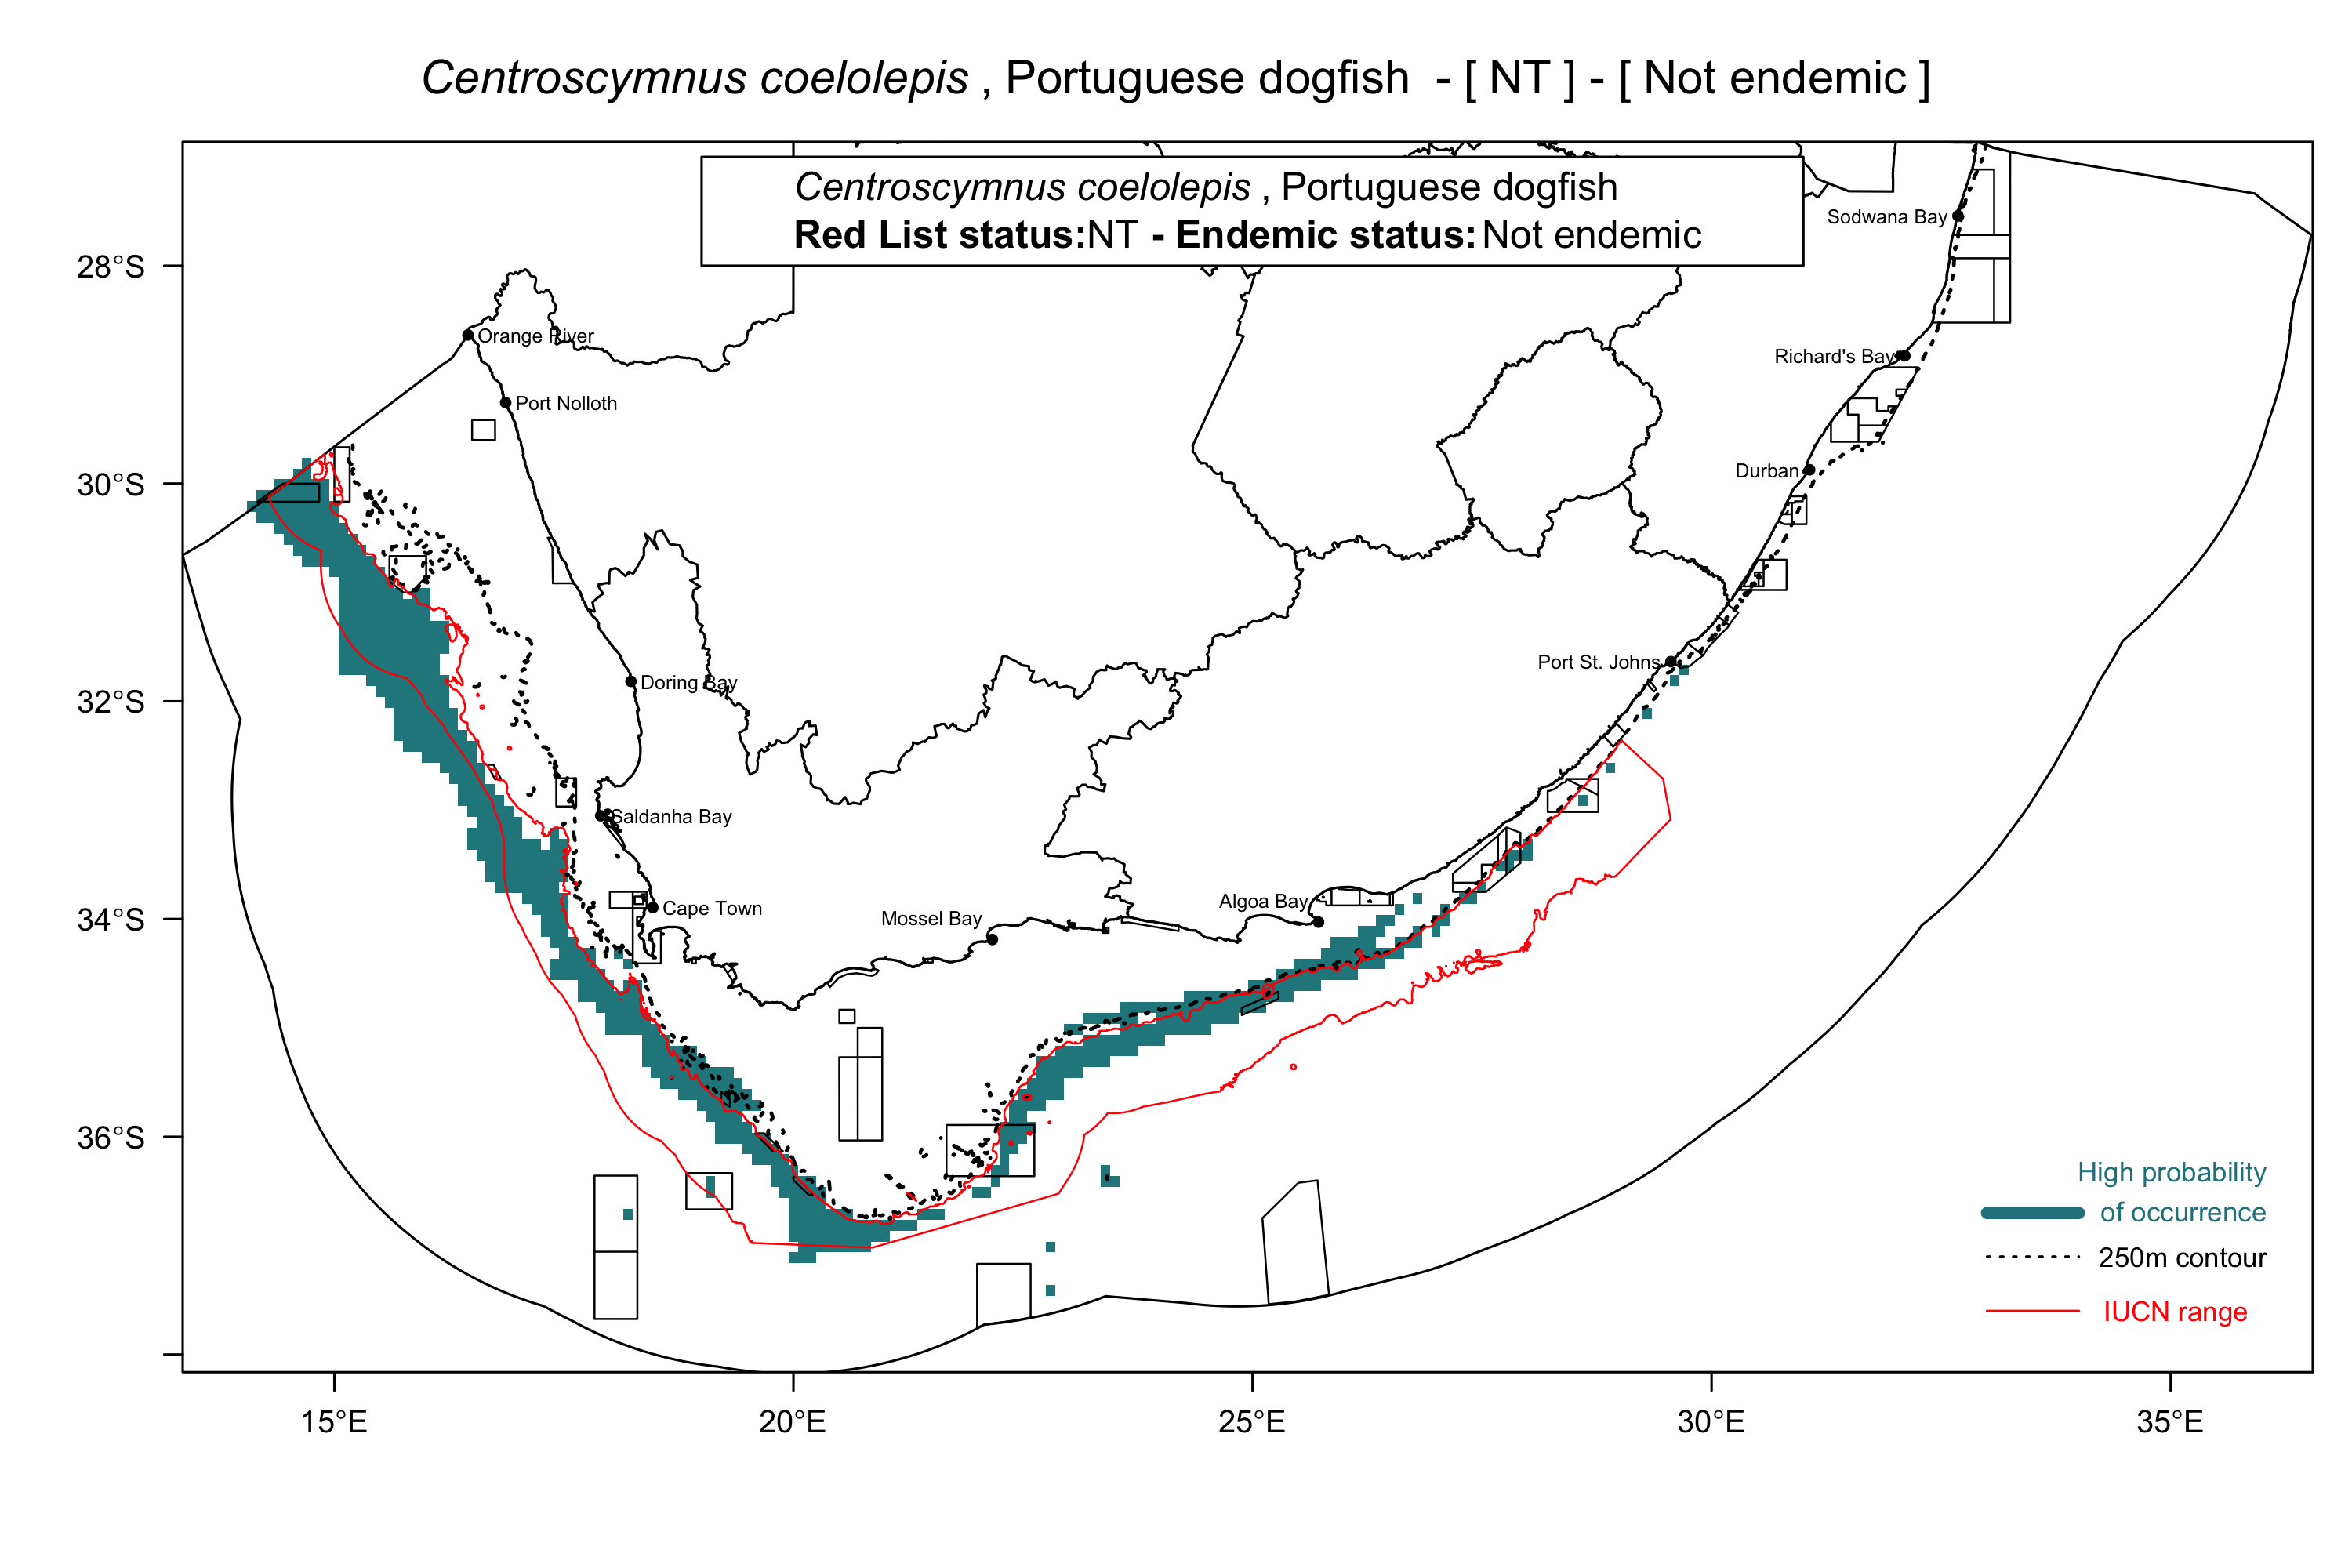 Centroscymnus coelolepis , Portuguese dogfish - [ NT ] - [ Not endemic ]
Centroscymnus coelolepis , Portuguese dogfish
Red List status:NT - Endemic status:Not endemic
Sodwana Bay
28°S
Orange River
Richard's Bay
Port Nolloth
Durban
30°S
Port St. Johns
Doring Bay
32°S
Saldanha Bay
Algoa Bay
Cape Town
Mossel Bay
34°S
36°S
High probability
of occurrence
250m contour
IUCN range
15°E
20°E
25°E
30°E
35°E